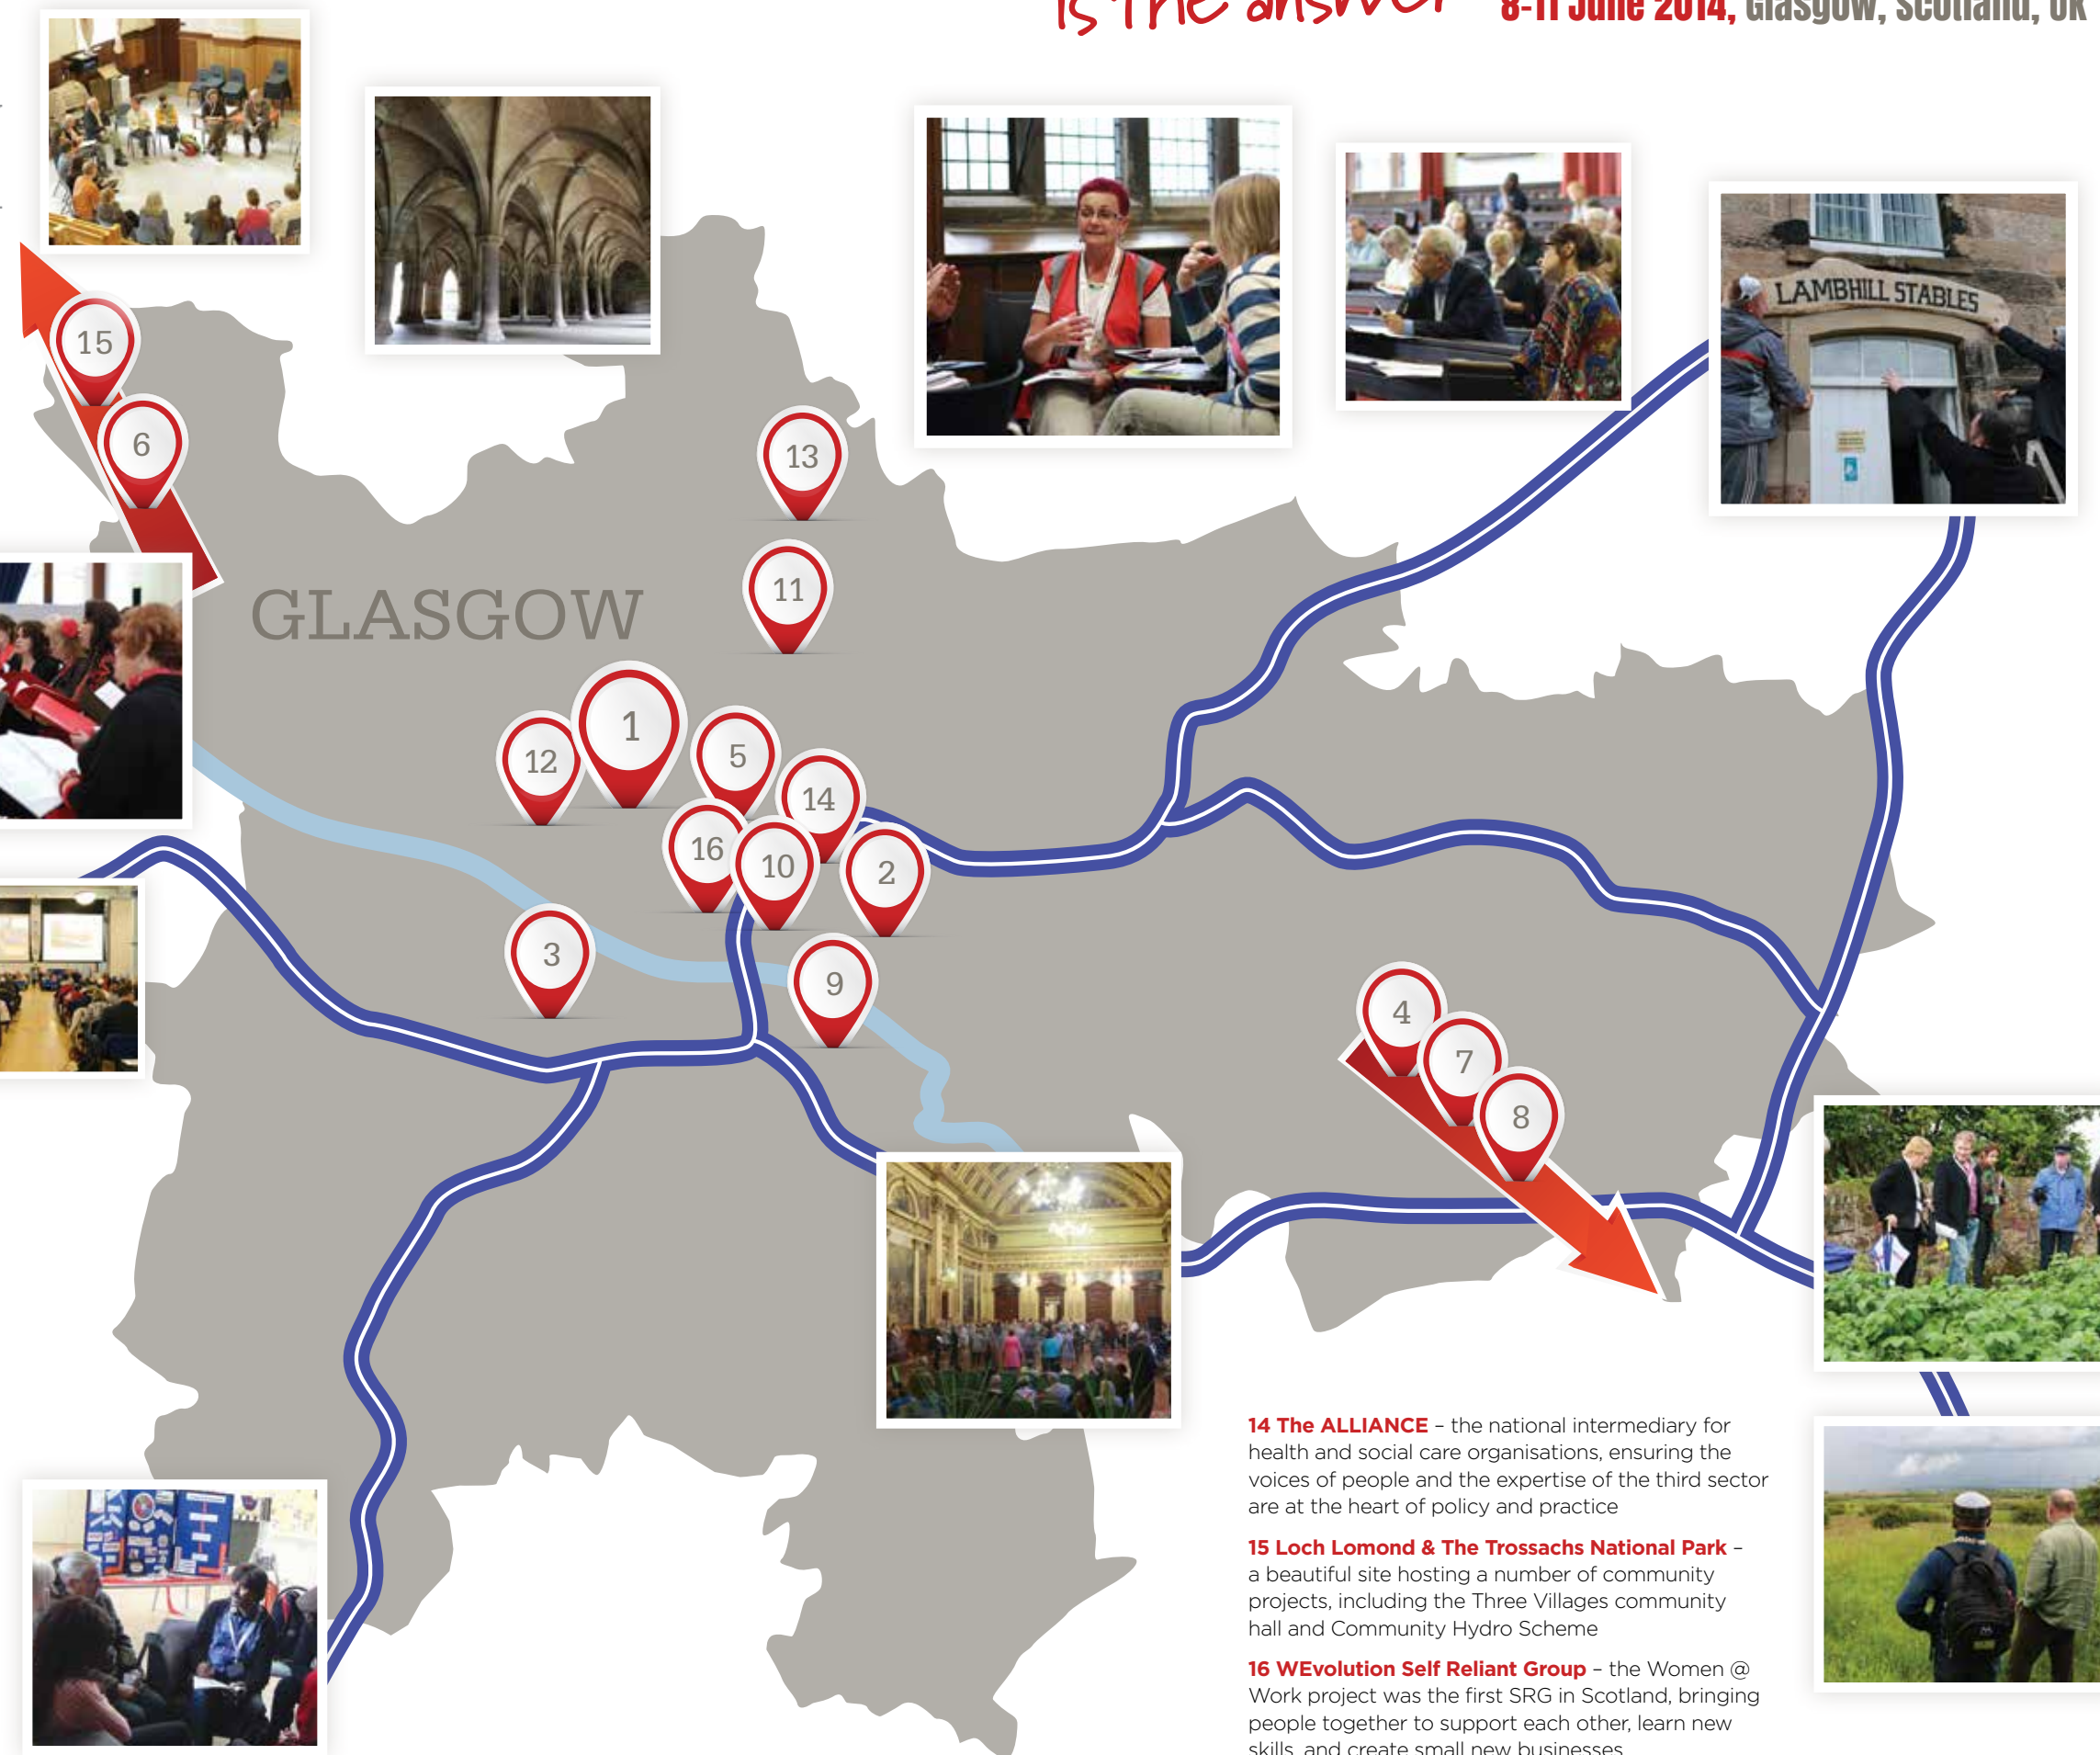 is the answer
8-11 June 2014, Glasgow, Scotland, UK
LAMBHILL STABLES
15
6
13
11
GLASGOW
1
12
5
14
16
10
2
3
9
4
7
8
14 The ALLIANCE – the national intermediary for
health and social care organisations, ensuring the
voices of people and the expertise of the third sector
are at the heart of policy and practice
15 Loch Lomond & The Trossachs National Park –
a beautiful site hosting a number of community
projects, including the Three Villages community
hall and Community Hydro Scheme
16 WEvolution Self Reliant Group – the Women @
Work project was the first SRG in Scotland, bringing
people together to support each other, learn new
skills, and create small new businesses